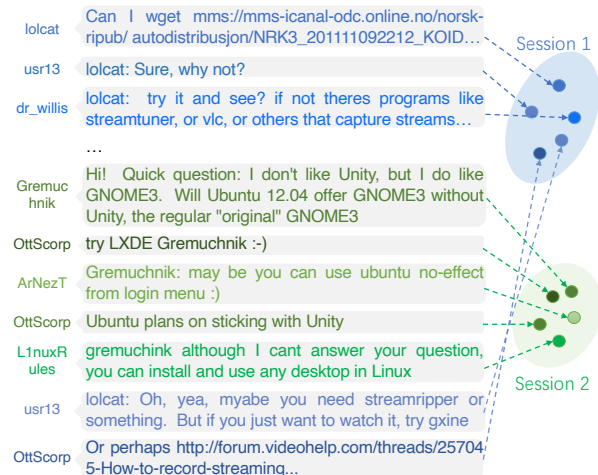 lolcat
Can I wget mms://mms-icanal-odc.online.no/norsk-
ripub/ autodistribusjon/NRK3_201111092212_KOID...
Session 1
usr13
lolcat: Sure, why not?
dr_willis
lolcat: try it and see? if not theres programs like
streamtuner, or vlc, or others that capture streams...
...
Gremuc
hnik
Hi! Quick question: I don't like Unity, but I do like
GNOME3. Will Ubuntu 12.04 offer GNOME3 without
Unity, the regular "original" GNOME3
OttScorp
try LXDE Gremuchnik :-)
ArNezT
Gremuchnik: may be you can use ubuntu no-effect
from login menu :)
OttScorp
Ubuntu plans on sticking with Unity
L1nuxR
ules
gremuchink although I cant answer your question,
you can install and use any desktop in Linux
Session 2
usr13
lolcat: Oh, yea, myabe you need streamripper or
something. But if you just want to watch it, try gxine
OttScorp
Or perhaps http://forum.videohelp.com/threads/25704
5-How-to-record-streaming...